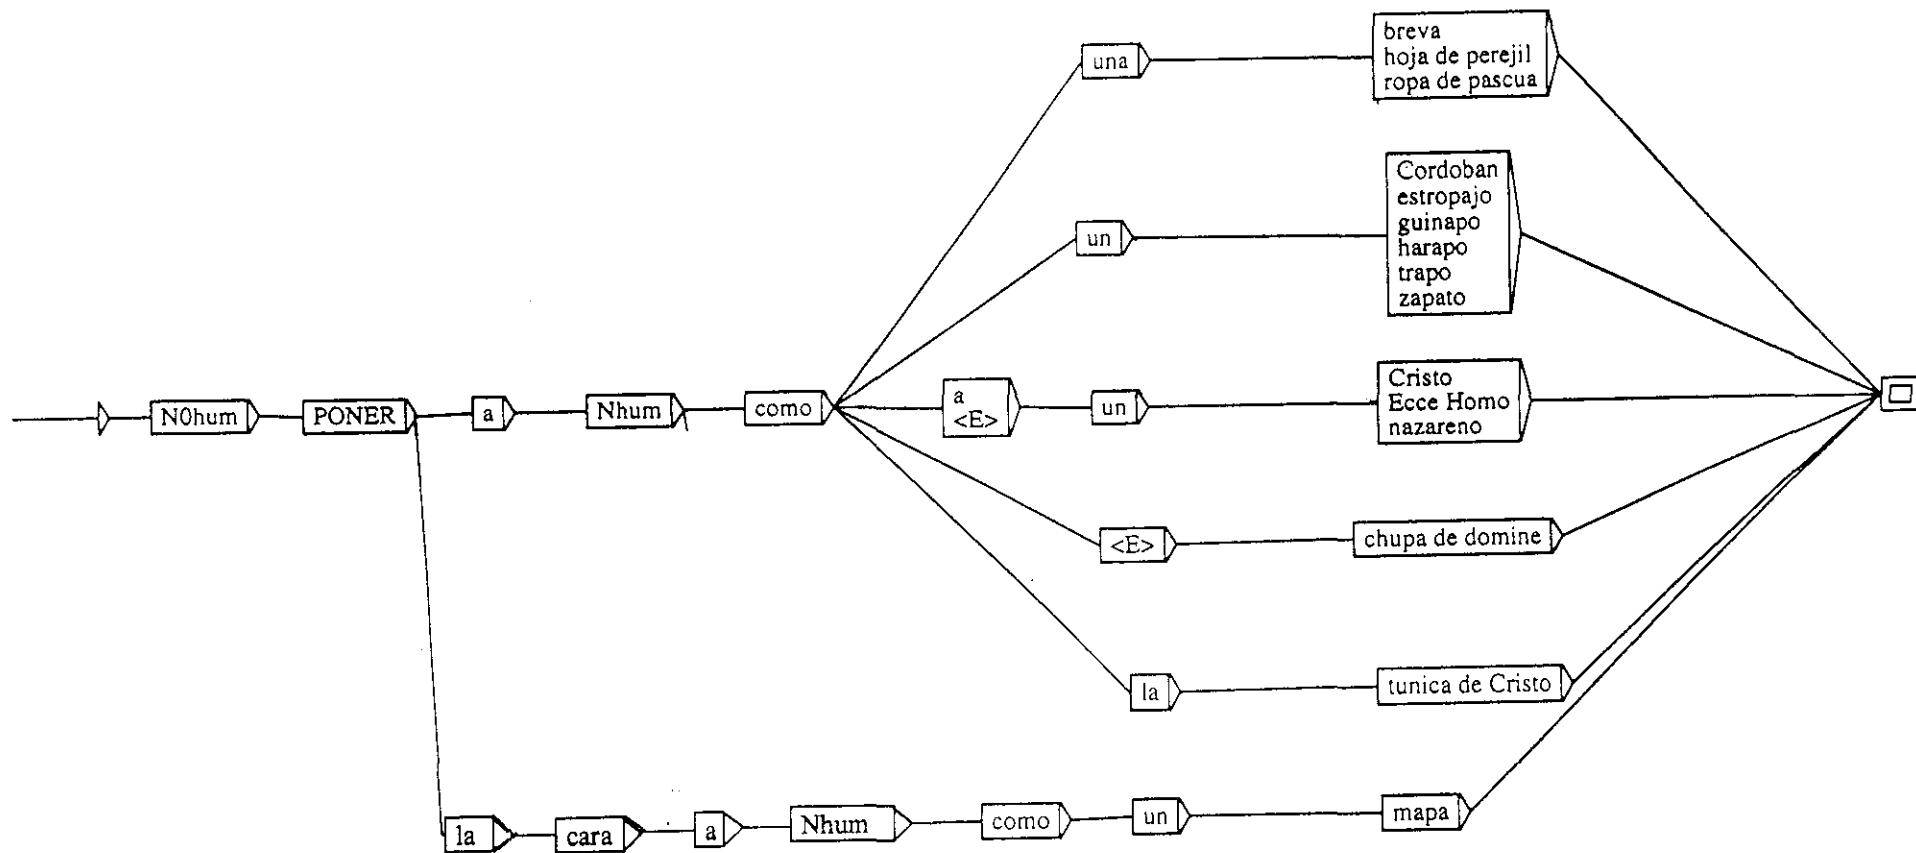 una
breva
hoja de perejil
ropa de pascua
un
Cordoban
estropajo
guinapo
harapo
trapo
zapato
N0hum
PONER
a
Nhum
como
a
<E>
un
Cristo
Ecce Homo
nazareno
<E>
chupa de domine
la
tunica de Cristo
la
cara
a
Nhum
como
un
mapa